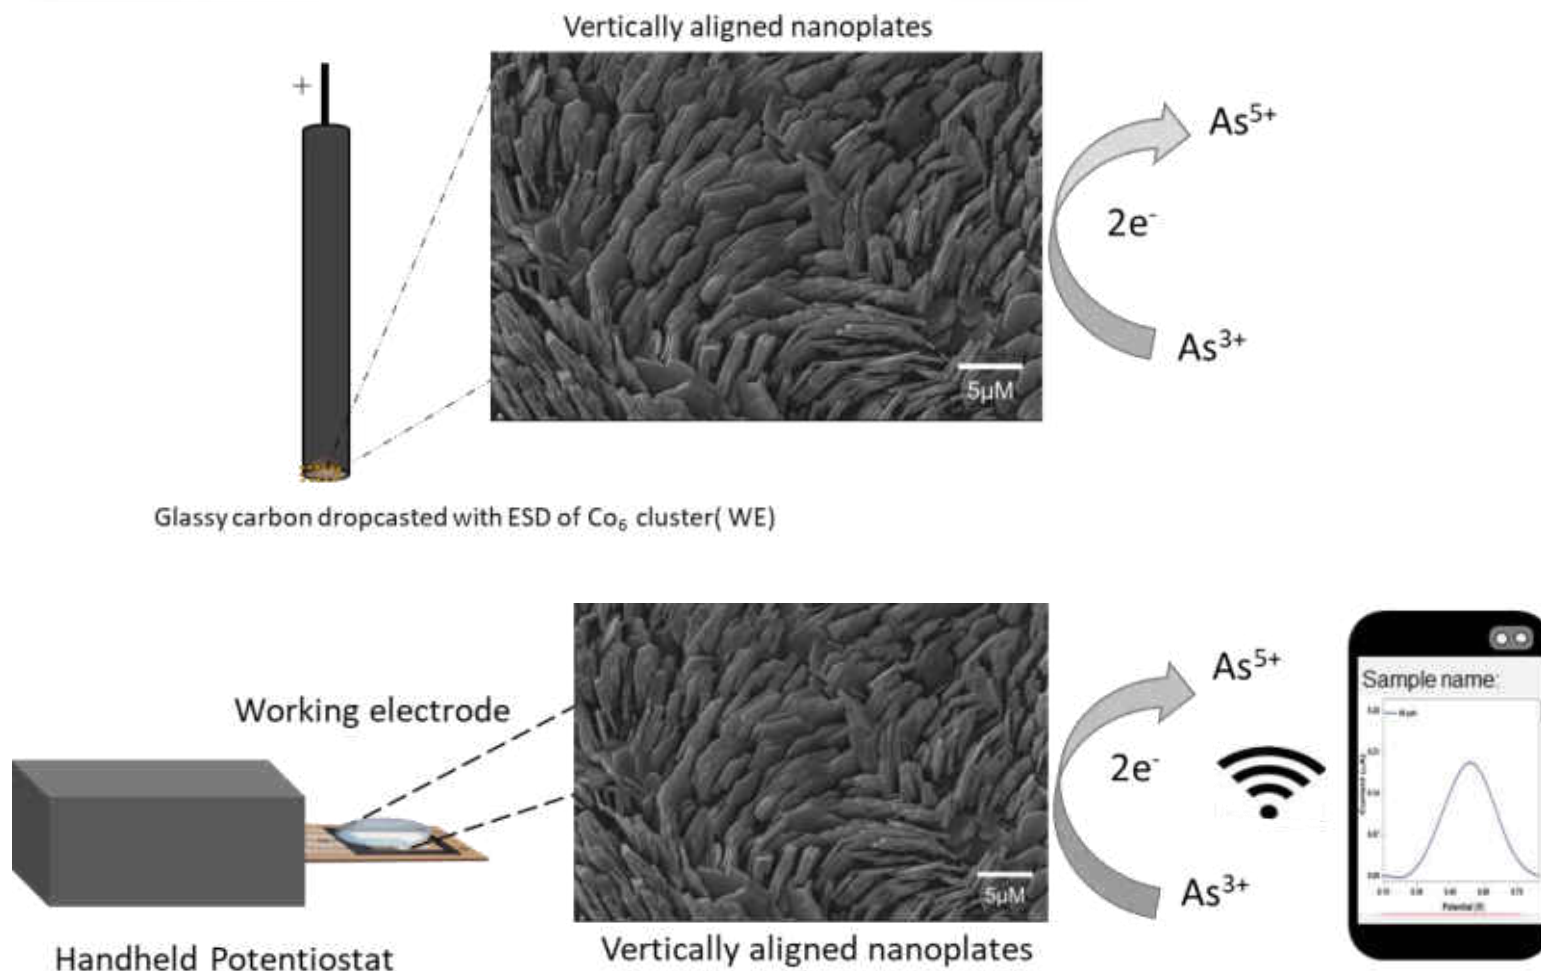 Vertically aligned nanoplates
+
As⁵⁺
2e⁻
As³⁺
5μM
Glassy carbon dropcasted with ESD of Co₆ cluster( WE)
As⁵⁺
Sample name:
Working electrode
2e⁻
As³⁺
5μM
Potential (V)
Vertically aligned nanoplates
Handheld Potentiostat